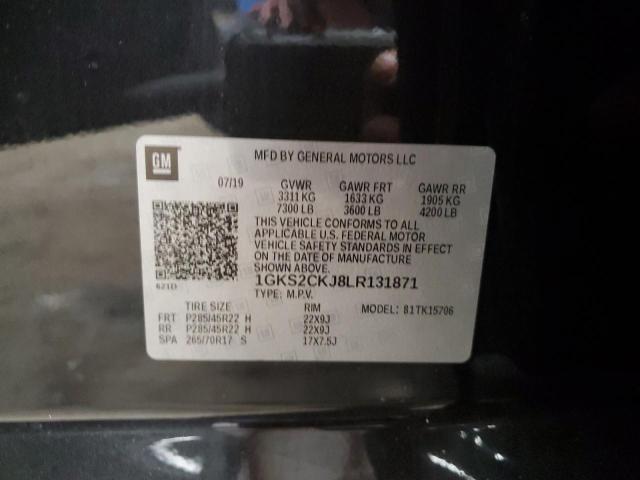 GM
MFD BY GENERAL MOTORS LLC
07/19 GVWR GAWR FRT GAWR RR
3311 KG 1633 KG 1905 KG
7300 LB 3600 LB 4200 LB
THIS VEHICLE CONFORMS TO ALL
APPLICABLE U.S. FEDERAL MOTOR
VEHICLE SAFETY STANDARDS IN EFFECT
ON THE DATE OF MANUFACTURE
SHOWN ABOVE.
621D
1GKS2CKJ8LR131871
TYPE: M.P.V.
TIRE SIZE RIM MODEL: 81TK15706
FRT P285/45R22 H 22X9J
RR P285/45R22 H 22X9J
SPA 265/70R17 S 17X7.5J